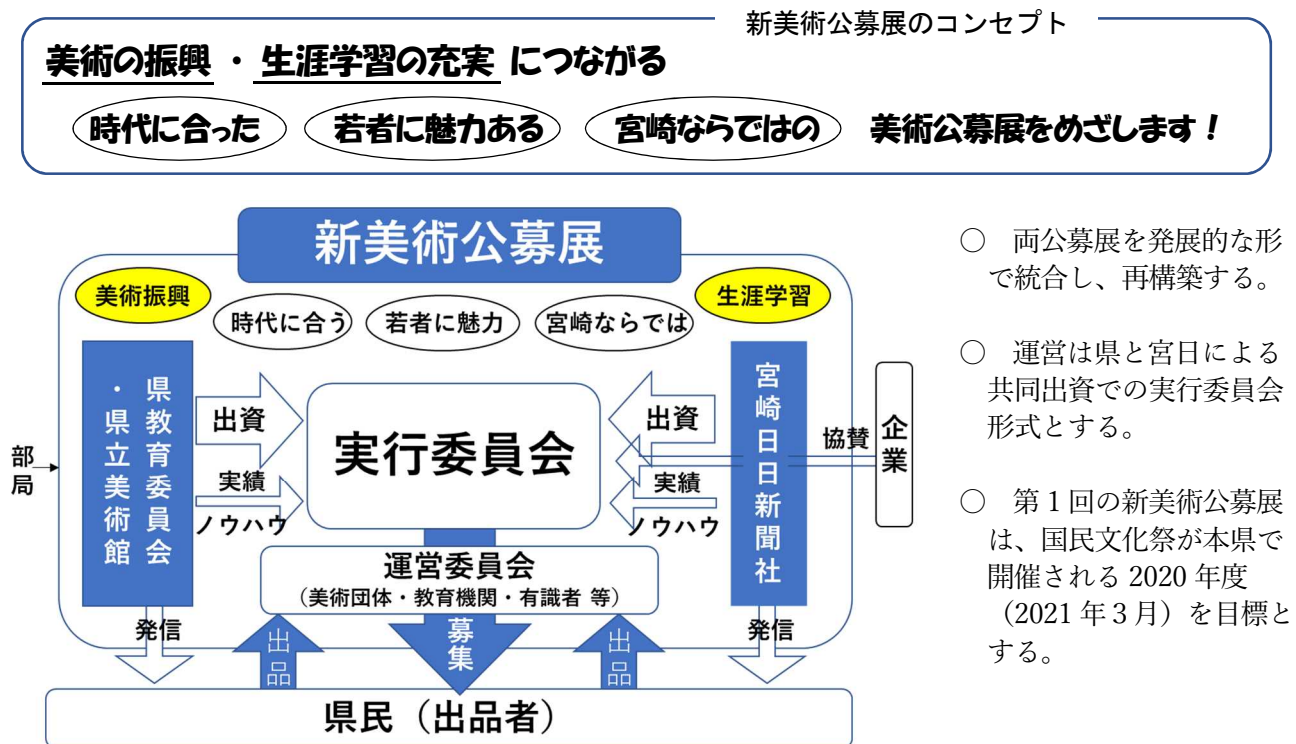 新美術公募展のコンセプト
美術の振興 ・ 生涯学習の充実 につながる
時代に合った 若者に魅力ある 宮崎ならではの 美術公募展をめざします!
新美術公募展
美術振興
時代に合う
若者に魅力
宮崎ならでは
生涯学習
県教育委員会
・県立美術館
部局
出資
実績
ノウハウ
実行委員会
出資
実績
ノウハウ
宮崎日日新聞社
協賛
企業
運営委員会
(美術団体・教育機関・有識者 等)
発信
出品
募集
出品
発信
県民(出品者)
○ 両公募展を発展的な形
で統合し、再構築する。
○ 運営は県と宮日による
共同出資での実行委員会
形式とする。
○ 第1回の新美術公募展
は、国民文化祭が本県で
開催される 2020 年度
(2021 年3月)を目標と
する。